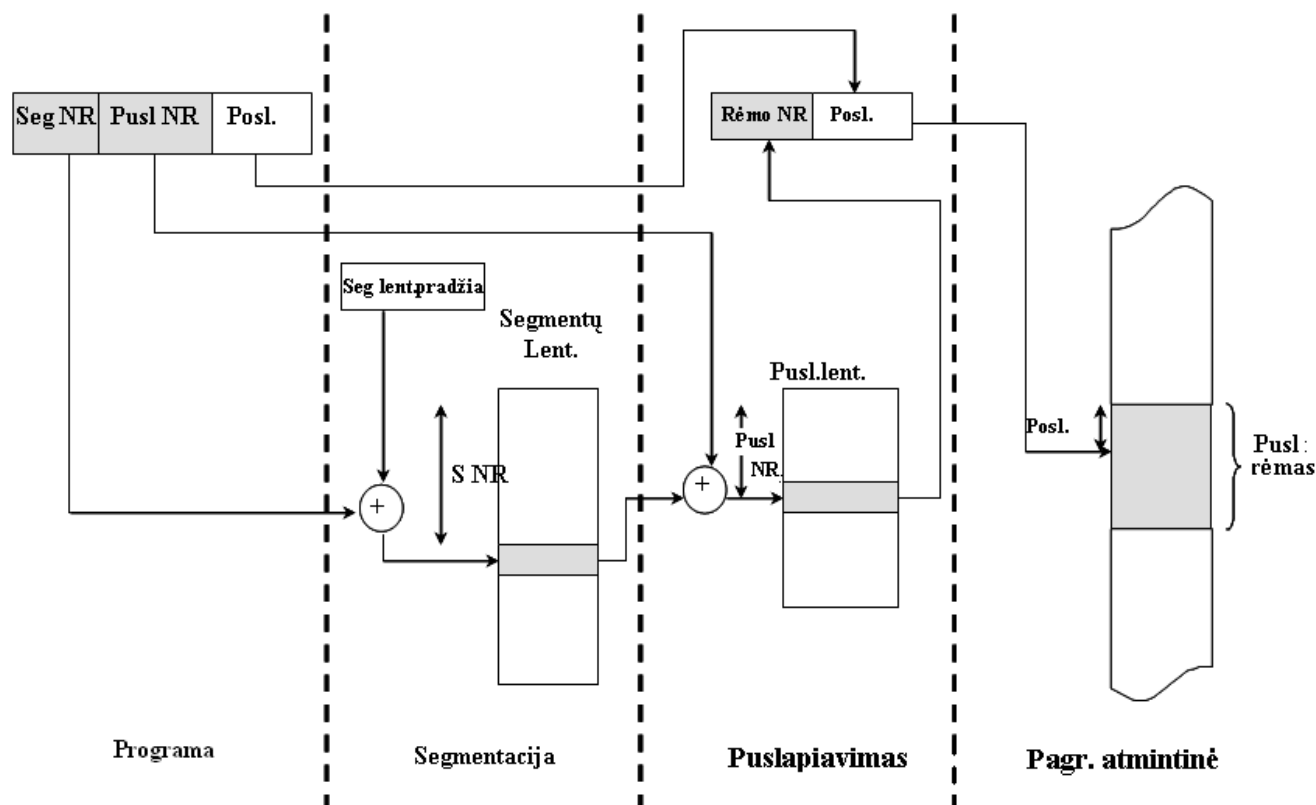 Seg NR Pusl NR Posl.
Rėmo NR Posl.
Seg lent.pradžia
Segmentų
Lent.
Pusl.lent.
S NR
+
+
Pusl
NR.
Posl.
Pusl :
rėmas
Programa
Segmentacija
Puslapiavimas
Pagr. atmintinė